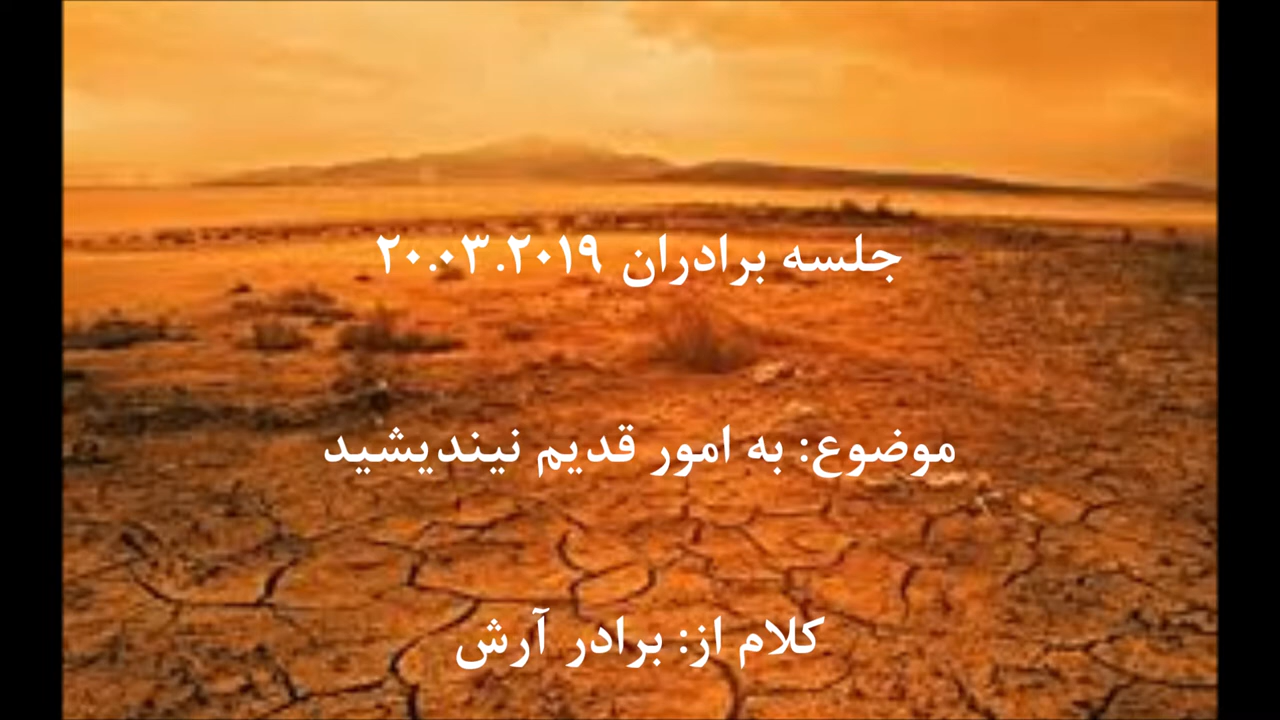 جلسه برادران ۲۰.۰۳.۲۰۱۹
موضوع: به امور قدیم نیندیشید
کلام از: برادر آرش